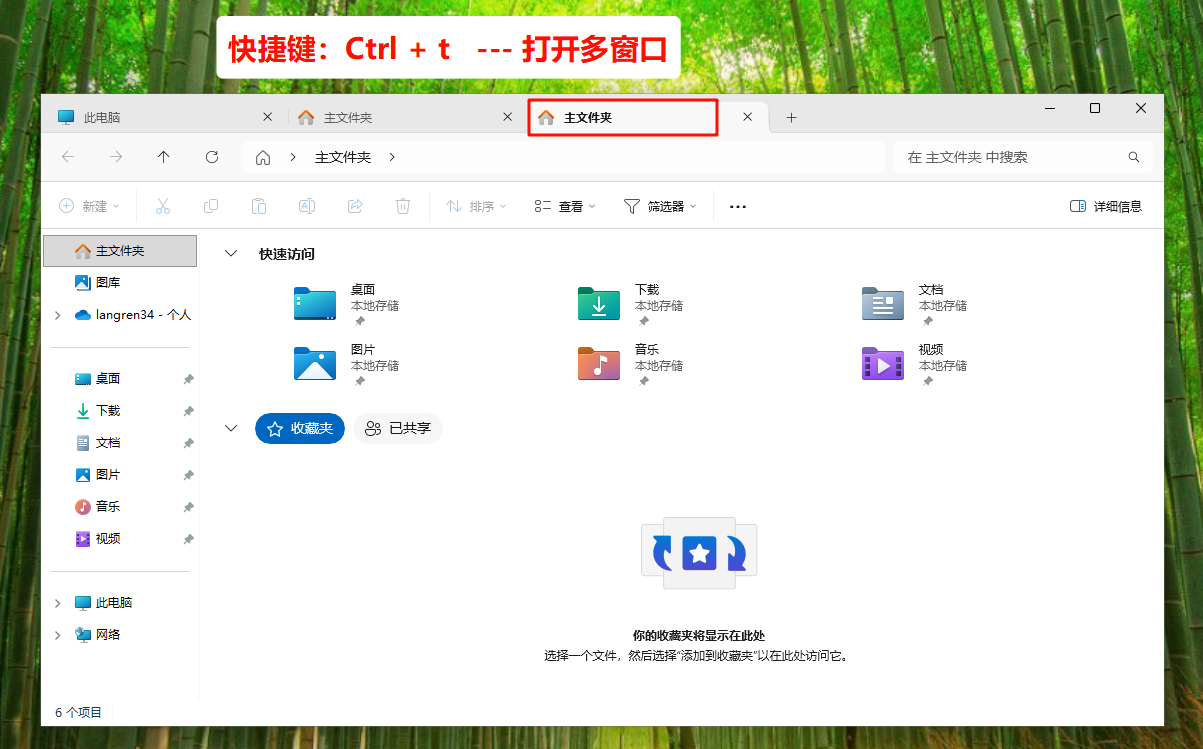 快捷键：Ctrl + t --- 打开多窗口
此电脑
主文件夹
主文件夹
主文件夹
在 主文件夹 中搜索
新建
排序
查看
筛选器
详细信息
主文件夹
图库
langren34 - 个人
桌面
下载
文档
图片
音乐
视频
此电脑
网络
快速访问
桌面
本地存储
下载
本地存储
文档
本地存储
图片
本地存储
音乐
本地存储
视频
本地存储
收藏夹
已共享
你的收藏夹将显示在此处
选择一个文件，然后选择“添加到收藏夹”以在此处访问它。
6 个项目